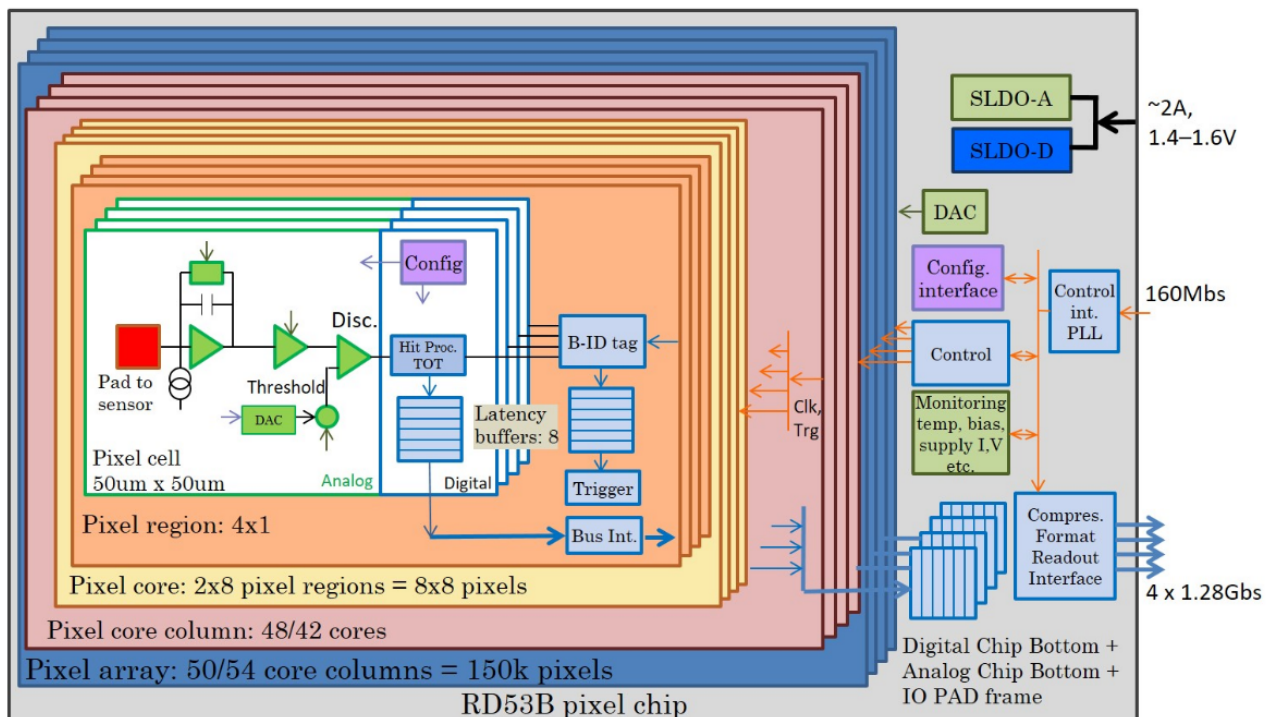 SLDO-A
SLDO-D
~2A,
1.4–1.6V
DAC
Config.
interface
Control
int.
PLL
160Mbs
Control
Monitoring
temp, bias,
supply I,V
etc.
Compres.
Format
Readout
Interface
4 x 1.28Gbs
Clk,
Trg
Config
Disc.
Hit Proc.
TOT
B-ID tag
Pad to
sensor
Threshold
DAC
Latency
buffers: 8
Pixel cell
50um x 50um
Analog
Digital
Trigger
Bus Int.
Pixel region: 4x1
Pixel core: 2x8 pixel regions = 8x8 pixels
Pixel core column: 48/42 cores
Pixel array: 50/54 core columns = 150k pixels
Digital Chip Bottom +
Analog Chip Bottom +
IO PAD frame
RD53B pixel chip